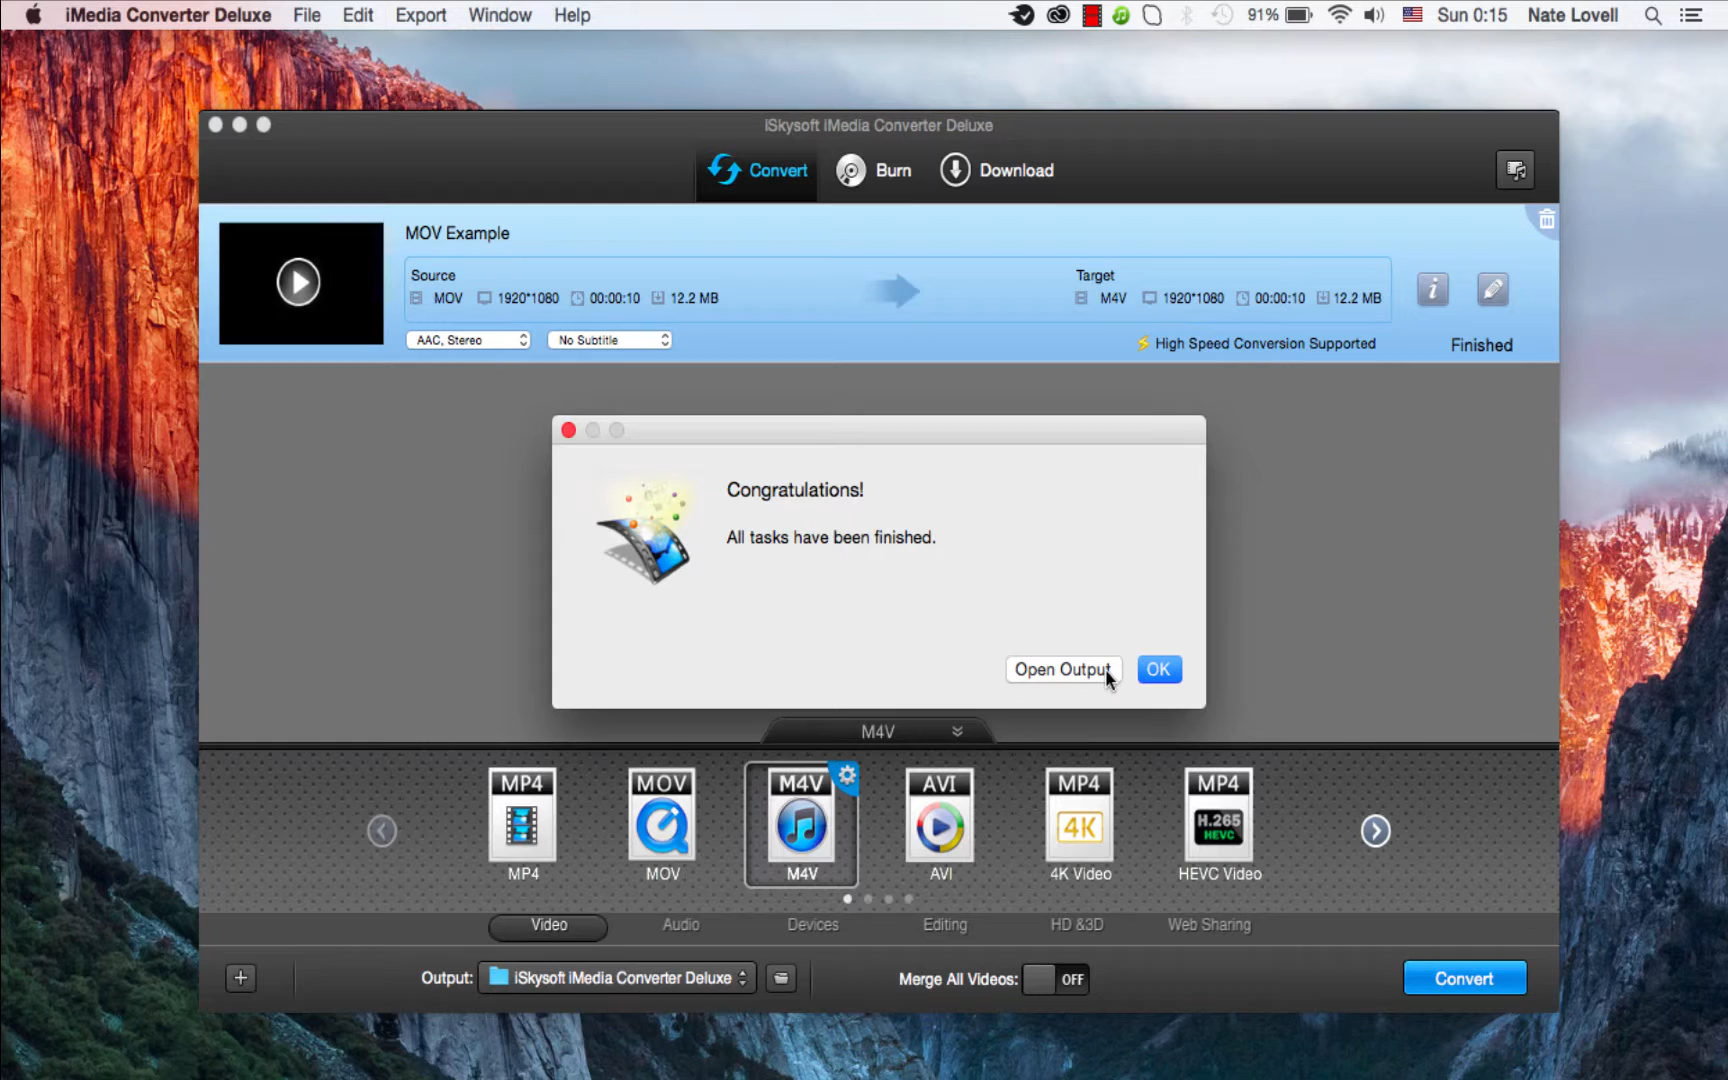 iMedia Converter Deluxe File Edit Export Window Help 91% Sun 0:15 Nate Lovell
iSkysoft iMedia Converter Deluxe
Convert Burn Download
MOV Example
Source Target
MOV 1920*1080 00:00:10 12.2 MB M4V 1920*1080 00:00:10 12.2 MB
AAC, Stereo No Subtitle High Speed Conversion Supported Finished
Congratulations!
All tasks have been finished.
Open Output OK
M4V
MP4 MOV M4V AVI MP4 MP4
4K H.265
HEVC
MP4 MOV M4V AVI 4K Video HEVC Video
Video Audio Devices Editing HD &3D Web Sharing
Output: iSkysoft iMedia Converter Deluxe Merge All Videos: OFF Convert